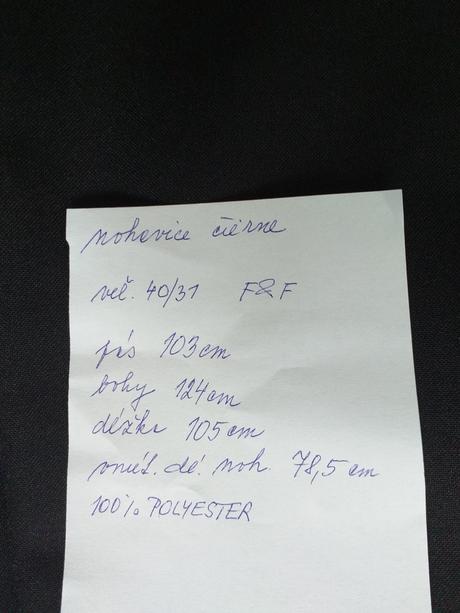 nohavice čierne
veľ. 40/31 F&F
pás 103cm
boky 124cm
dĺžka 105cm
vnút. dĺ. noh. 78,5 cm
100% POLYESTER